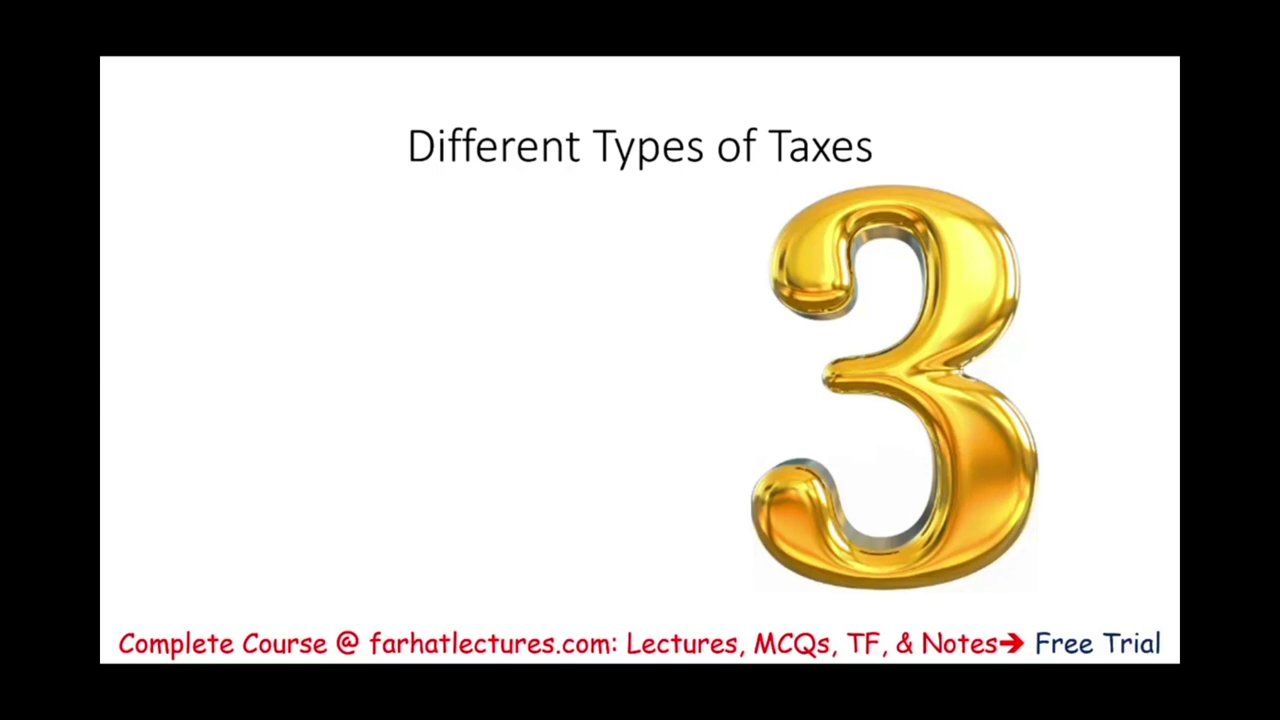 Different Types of Taxes
3
Complete Course @ farhatlectures.com: Lectures, MCQs, TF, & Notes➔ Free Trial